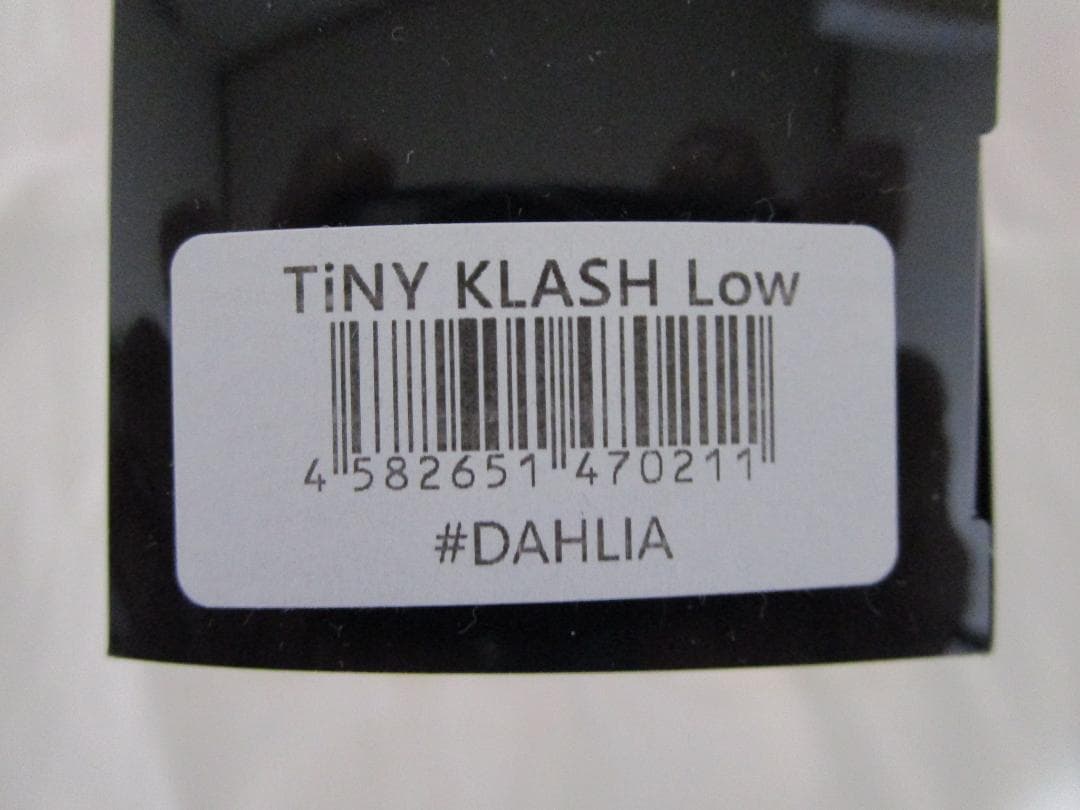 TiNY KLASH Low
4 582651 470211
#DAHLIA